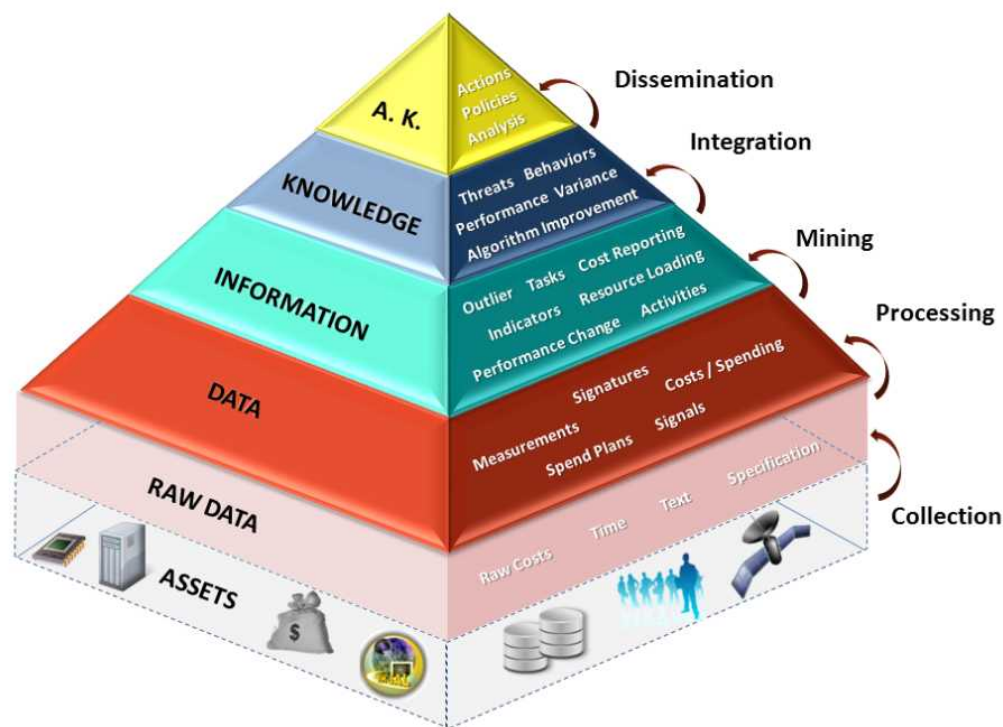 Dissemination
A. K.
Actions
Policies
Analysis
Integration
KNOWLEDGE
Threats Behaviors
Performance Variance
Algorithm Improvement
Mining
INFORMATION
Outlier Tasks Cost Reporting
Indicators Resource Loading
Performance Change Activities
Processing
DATA
Signatures Costs / Spending
Measurements Signals
Spend Plans
Collection
RAW DATA
Raw Costs Time Text Specification
ASSETS
$